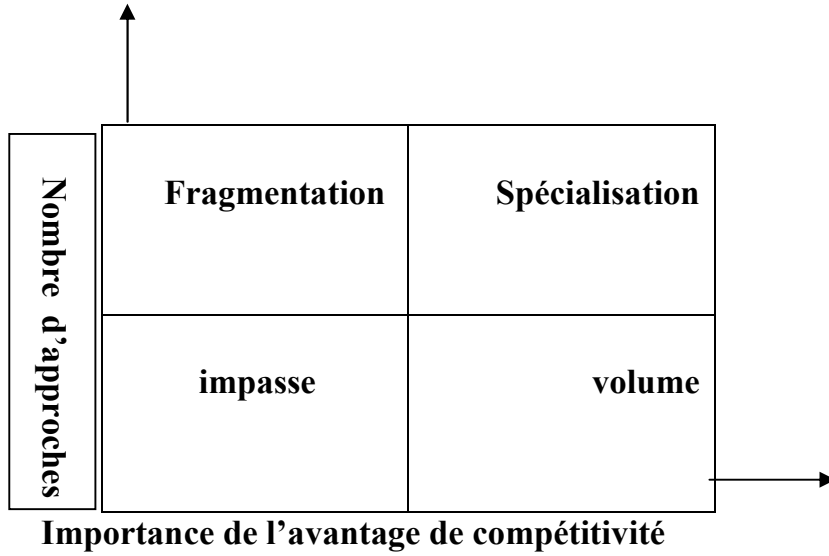 Nombre d'approches
Fragmentation
Spécialisation
impasse
volume
Importance de l'avantage de compétitivité